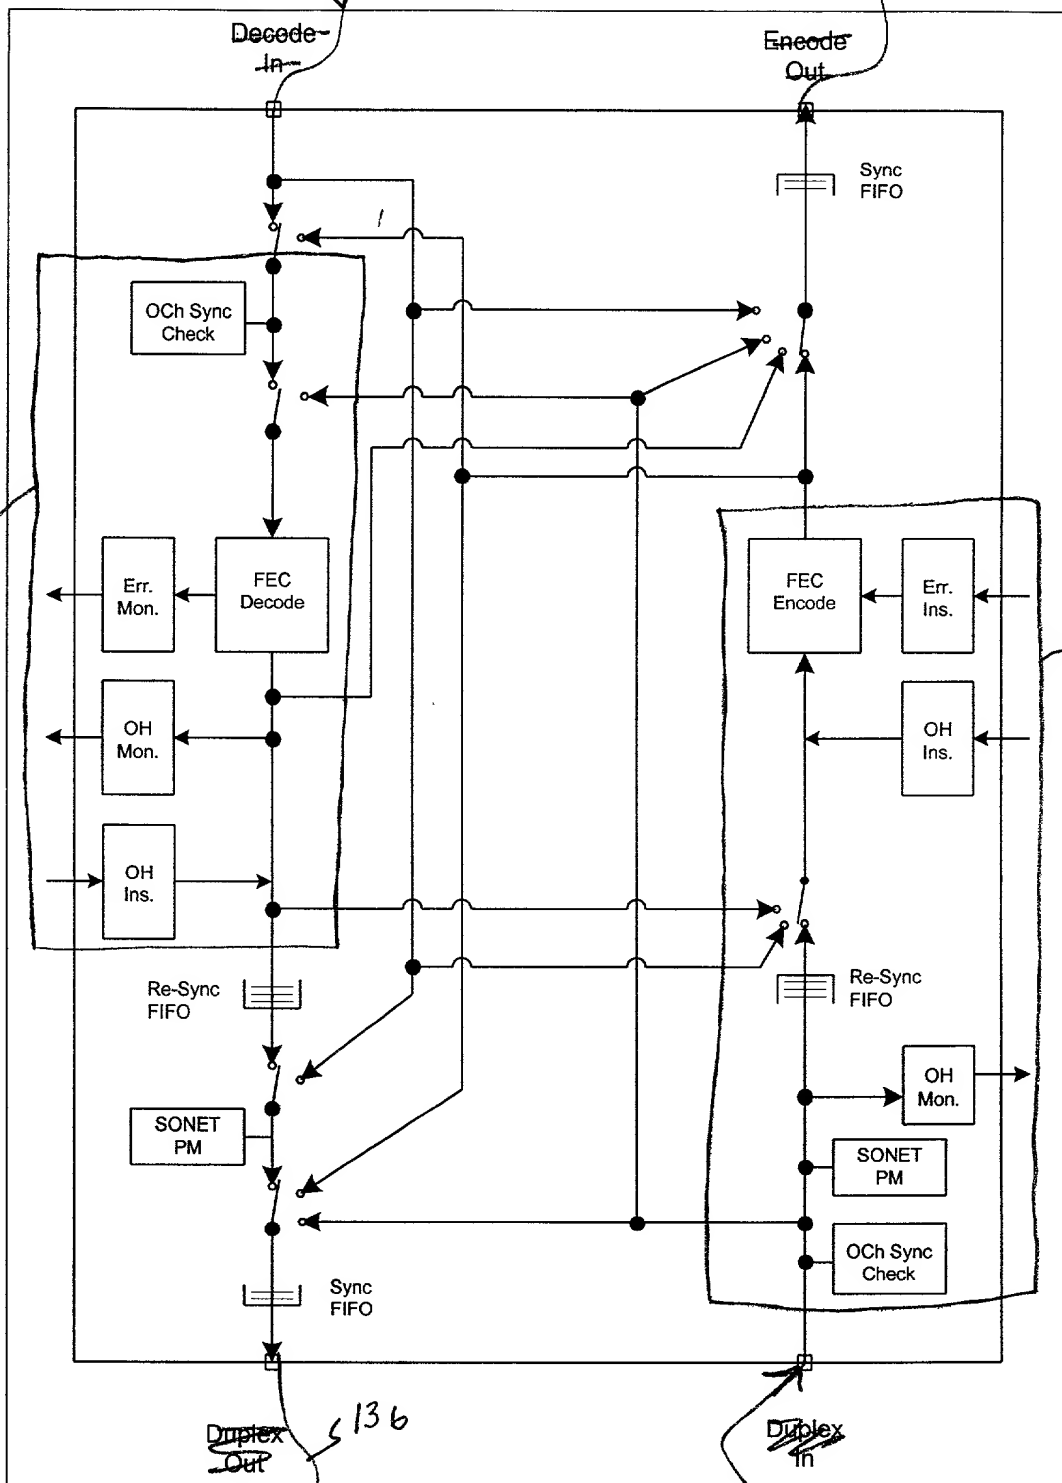 Decode
In
Encode
Out
Sync
FIFO
OCh Sync
Check
Err.
Mon.
FEC
Decode
FEC
Encode
Err.
Ins.
OH
Mon.
OH
Ins.
OH
Ins.
Re-Sync
FIFO
Re-Sync
FIFO
OH
Mon.
SONET
PM
SONET
PM
OCh Sync
Check
Sync
FIFO
136
Duplex
Out
Duplex
In